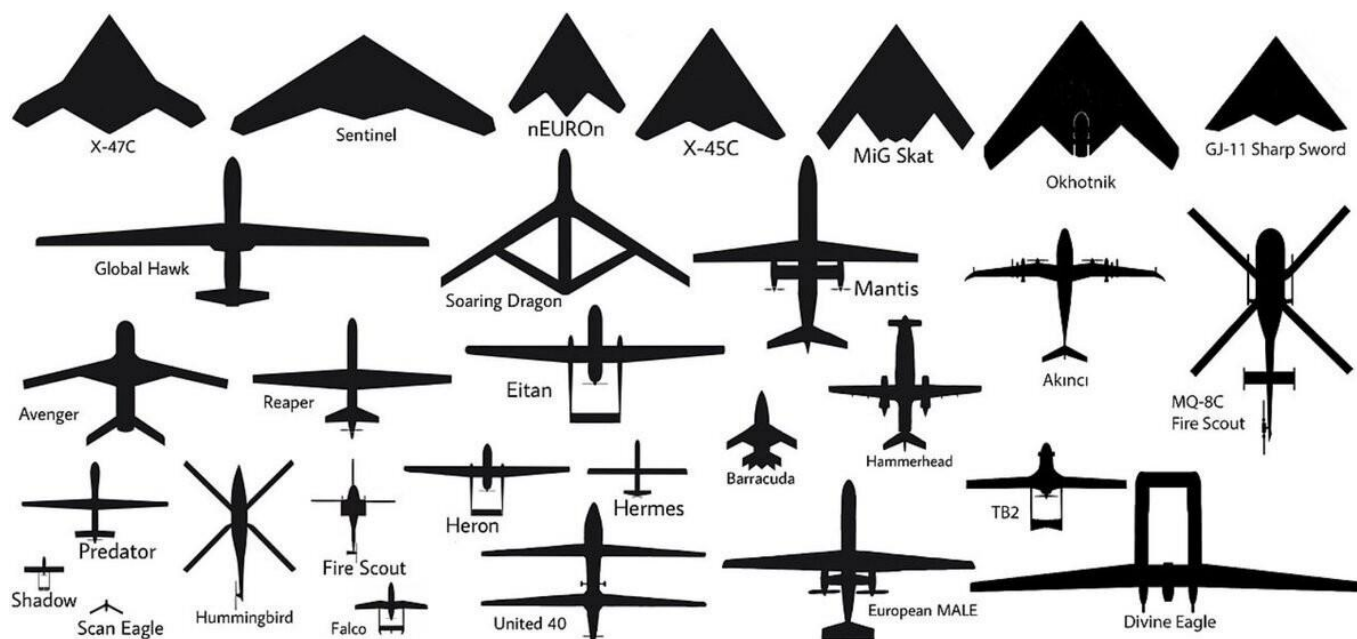 X-47C
Sentinel
nEUROn
X-45C
MiG Skat
Okhotnik
GJ-11 Sharp Sword
Global Hawk
Soaring Dragon
Mantis
Akıncı
MQ-8C
Fire Scout
Avenger
Reaper
Eitan
Barracuda
Hammerhead
Predator
Hummingbird
Fire Scout
Heron
Hermes
TB2
Shadow
Scan Eagle
Falco
United 40
European MALE
Divine Eagle